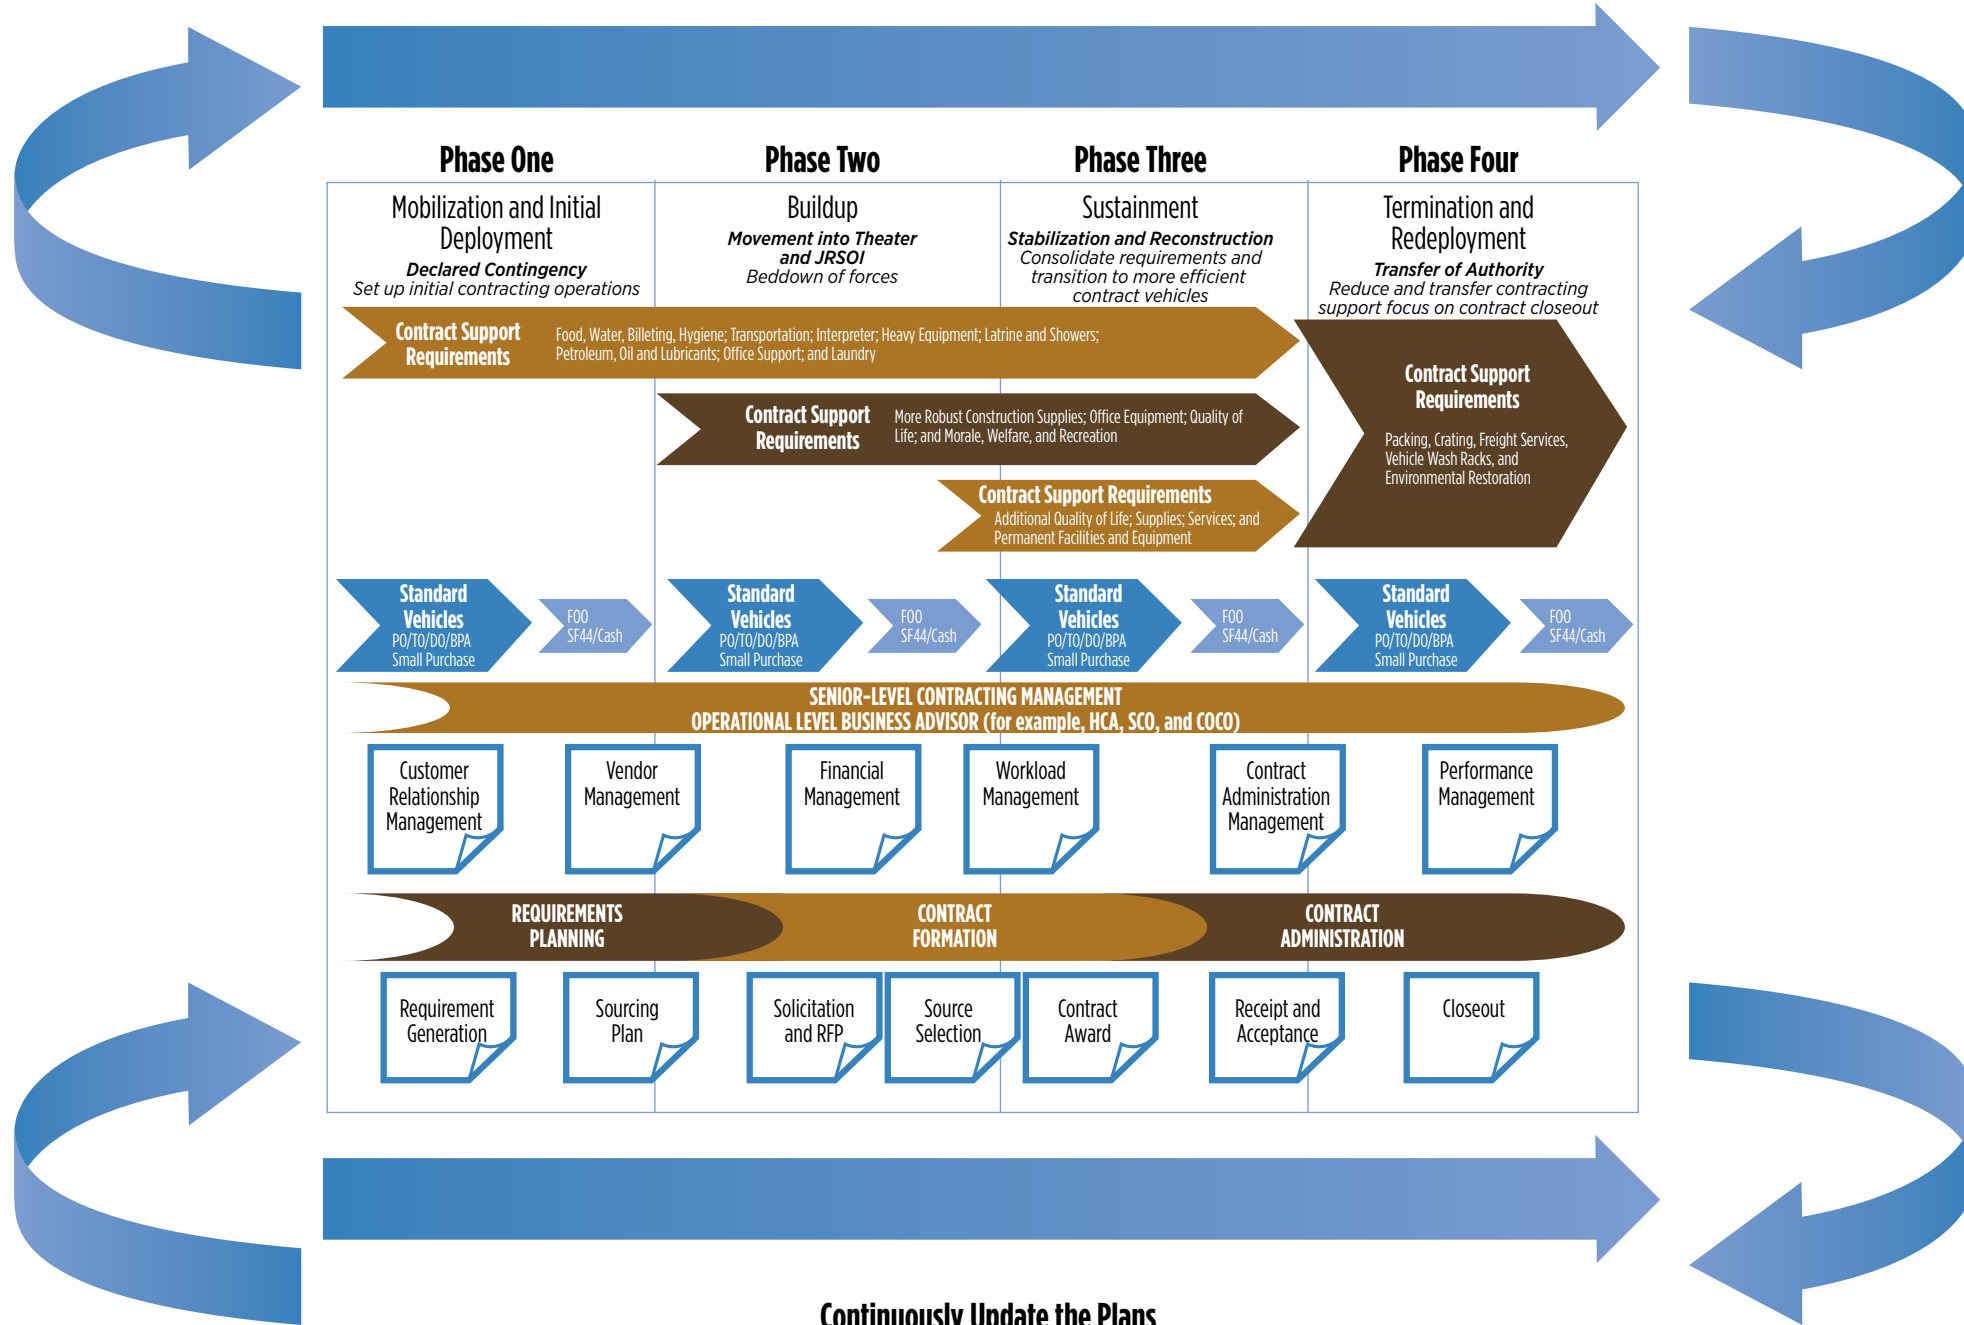 Phase One
Phase Two
Phase Three
Phase Four
Mobilization and Initial
Deployment
Declared Contingency
Set up initial contracting operations
Buildup
Movement into Theater
and JRSOI
Beddown of forces
Sustainment
Stabilization and Reconstruction
Consolidate requirements and
transition to more efficient
contract vehicles
Termination and
Redeployment
Transfer of Authority
Reduce and transfer contracting
support focus on contract closeout
Contract Support
Requirements
Food, Water, Billeting, Hygiene; Transportation; Interpreter; Heavy Equipment; Latrine and Showers;
Petroleum, Oil and Lubricants; Office Support; and Laundry
Contract Support
Requirements
More Robust Construction Supplies; Office Equipment; Quality of
Life; and Morale, Welfare, and Recreation
Contract Support Requirements
Additional Quality of Life; Supplies; Services; and
Permanent Facilities and Equipment
Contract Support
Requirements
Packing, Crating, Freight Services,
Vehicle Wash Racks, and
Environmental Restoration
Standard
Vehicles
PO/TO/DO/BPA
Small Purchase
FOO
SF44/Cash
Standard
Vehicles
PO/TO/DO/BPA
Small Purchase
FOO
SF44/Cash
Standard
Vehicles
PO/TO/DO/BPA
Small Purchase
FOO
SF44/Cash
Standard
Vehicles
PO/TO/DO/BPA
Small Purchase
FOO
SF44/Cash
SENIOR-LEVEL CONTRACTING MANAGEMENT
OPERATIONAL LEVEL BUSINESS ADVISOR (for example, HCA, SCO, and COCO)
Customer
Relationship
Management
Vendor
Management
Financial
Management
Workload
Management
Contract
Administration
Management
Performance
Management
REQUIREMENTS
PLANNING
CONTRACT
FORMATION
CONTRACT
ADMINISTRATION
Requirement
Generation
Sourcing
Plan
Solicitation
and RFP
Source
Selection
Contract
Award
Receipt and
Acceptance
Closeout
Continuously Update the Plans